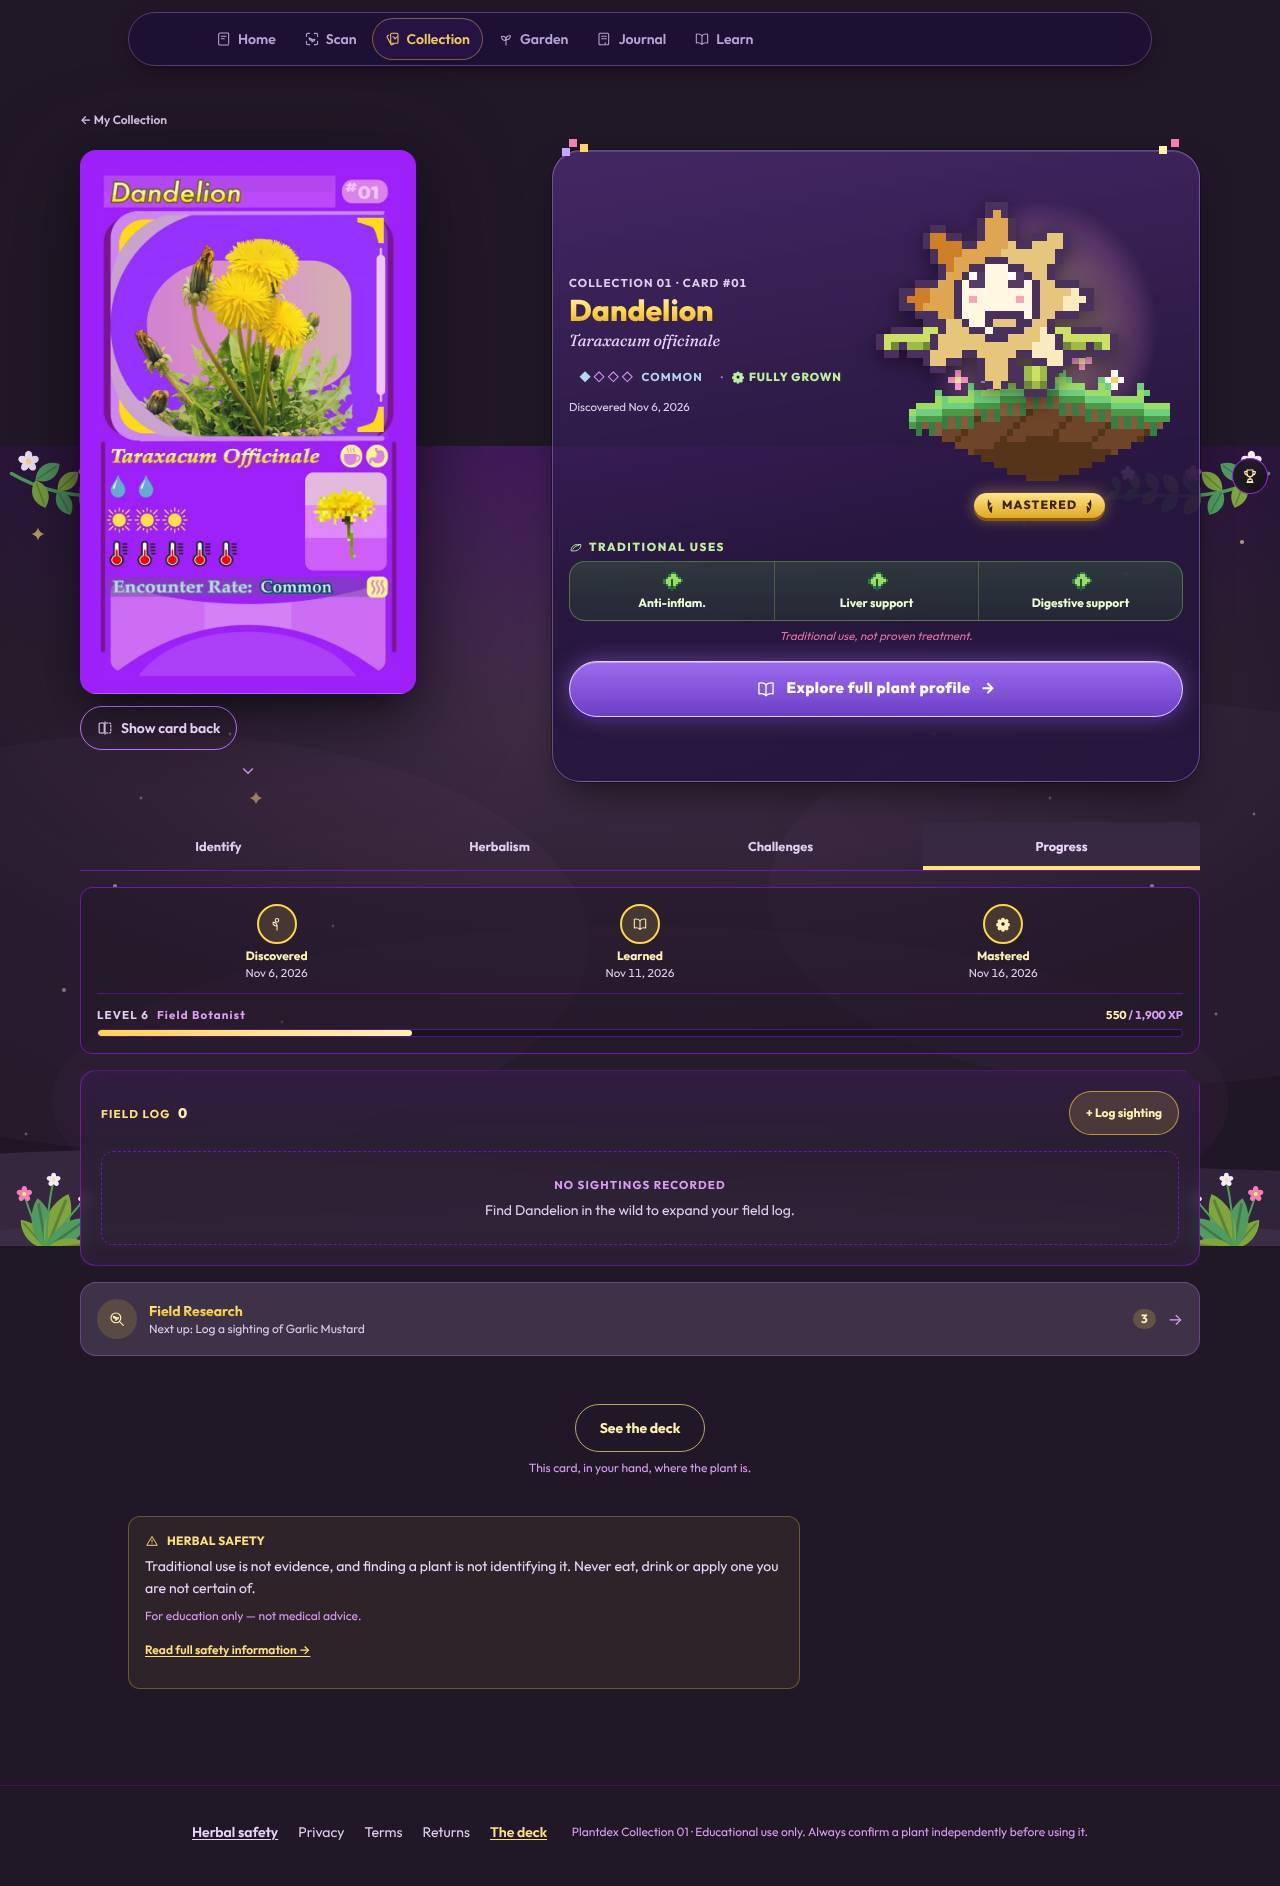 Home
Scan
Collection
Garden
Journal
Learn
← My Collection
Dandelion
#01
Taraxacum Officinale
Encounter Rate: Common
COLLECTION 01 · CARD #01
Dandelion
Taraxacum officinale
COMMON · FULLY GROWN
Discovered Nov 6, 2026
MASTERED
TRADITIONAL USES
Anti-inflam.
Liver support
Digestive support
Traditional use, not proven treatment.
Explore full plant profile →
Show card back
Identify
Herbalism
Challenges
Progress
Discovered
Nov 6, 2026
Learned
Nov 11, 2026
Mastered
Nov 16, 2026
LEVEL 6 Field Botanist
550 / 1,900 XP
FIELD LOG 0
+ Log sighting
NO SIGHTINGS RECORDED
Find Dandelion in the wild to expand your field log.
Field Research
Next up: Log a sighting of Garlic Mustard
3 →
See the deck
This card, in your hand, where the plant is.
HERBAL SAFETY
Traditional use is not evidence, and finding a plant is not identifying it. Never eat, drink or apply one you
are not certain of.
For education only — not medical advice.
Read full safety information →
Herbal safety
Privacy
Terms
Returns
The deck
Plantdex Collection 01 · Educational use only. Always confirm a plant independently before using it.